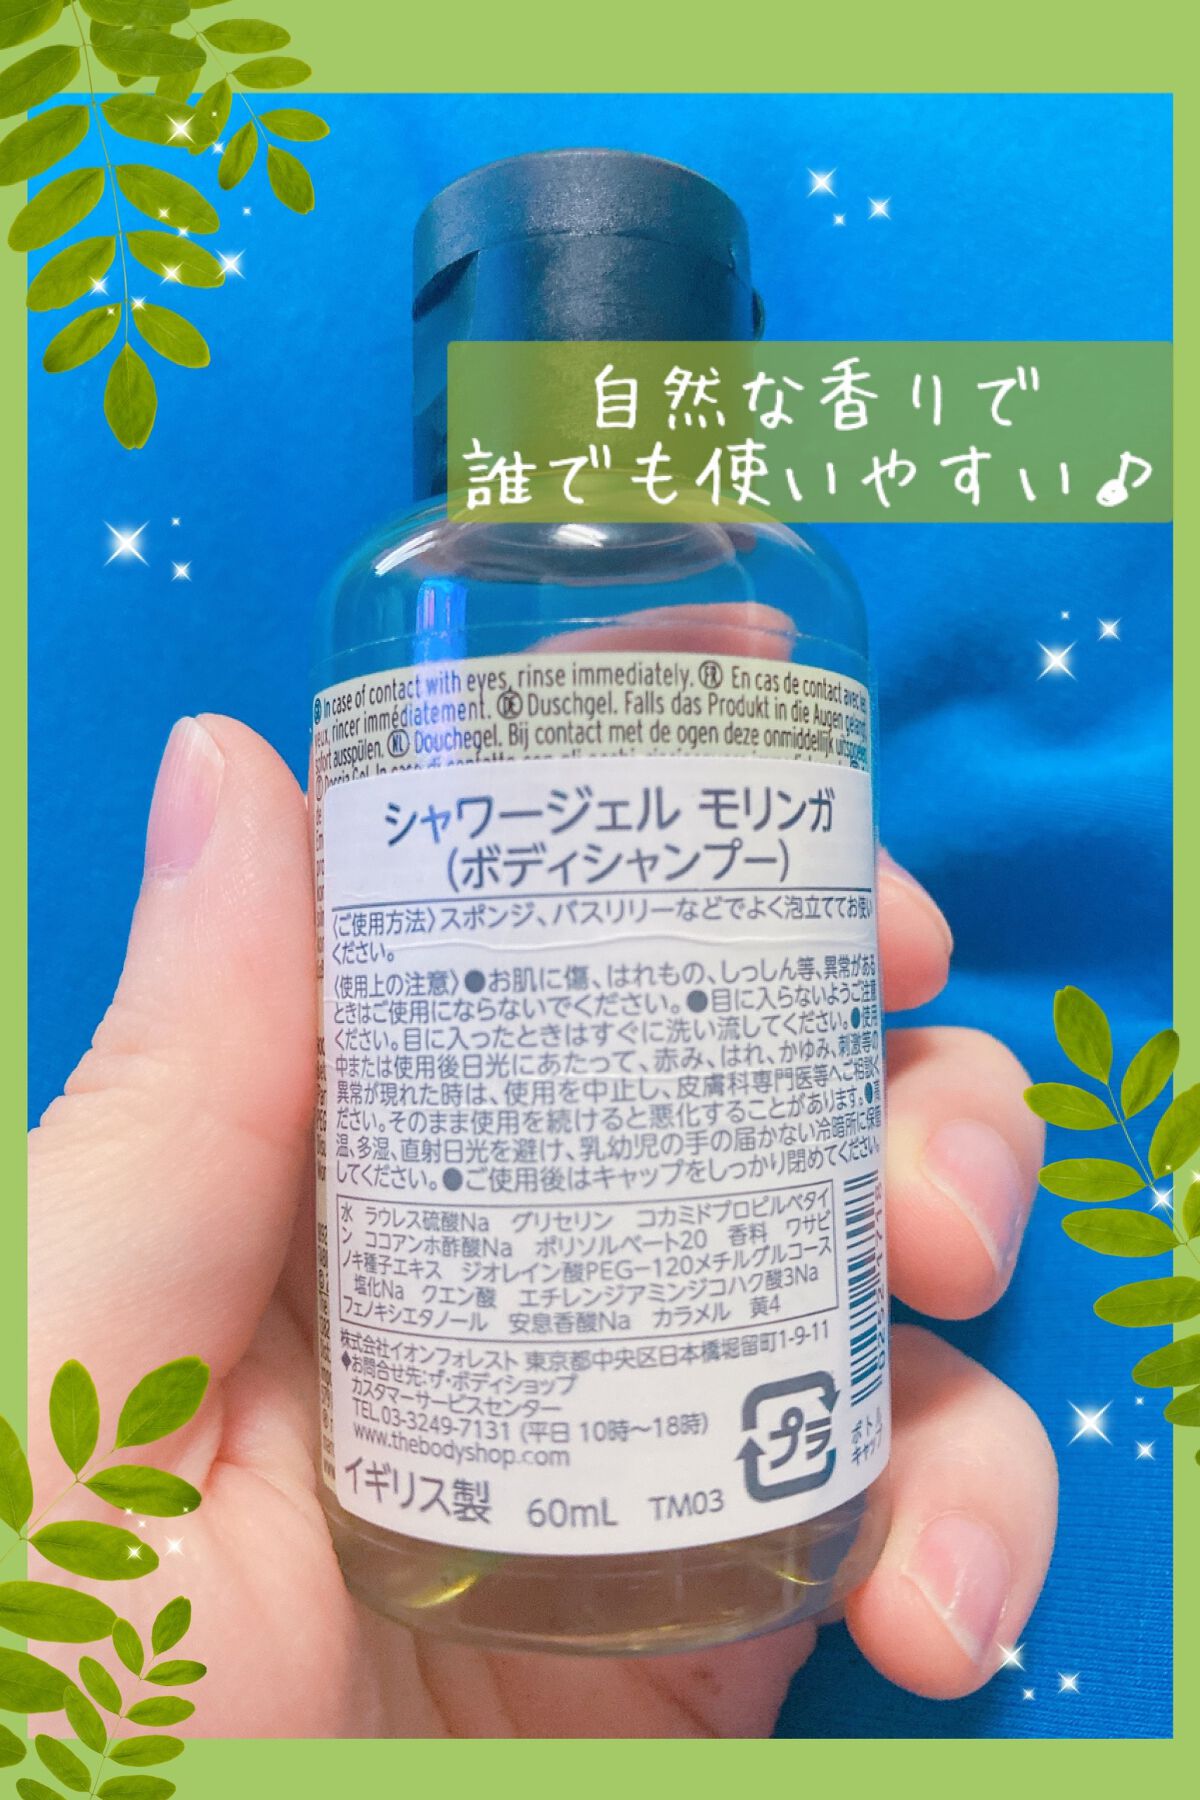 自然な香りで
誰でも使いやすい♪
In case of contact with eyes, rinse immediately. FR En cas de contact avec les
yeux, rincer immédiatement. DE Duschgel. Falls das Produkt in die Augen gelangt,
sofort ausspülen. NL Douchegel. Bij contact met de ogen deze onmiddellijk
シャワージェル モリンガ
(ボディシャンプー)
〈ご使用方法〉スポンジ、バスリリーなどでよく泡立ててお使い
ください。
〈使用上の注意〉●お肌に傷、はれもの、しっしん等、異常がある
ときはご使用にならないでください。●目に入らないようご注意
ください。目に入ったときはすぐに洗い流してください。●使用
中または使用後日光にあたって、赤み、はれ、かゆみ、刺激等の
異常が現れた時は、使用を中止し、皮膚科専門医等へご相談く
ださい。そのまま使用を続けると悪化することがあります。●高
温、多湿、直射日光を避け、乳幼児の手の届かない冷暗所に保管
してください。●ご使用後はキャップをしっかり閉めてください。
水 ラウレス硫酸Na グリセリン コカミドプロピルベタイ
ン ココアンホ酢酸Na ポリソルベート20 香料 ワサビ
ノキ種子エキス ジオレイン酸PEG-120メチルグルコース
塩化Na クエン酸 エチレンジアミンジコハク酸3Na
フェノキシエタノール 安息香酸Na カラメル 黄4
株式会社イオンフォレスト 東京都中央区日本橋堀留町1-9-11
◆お問合せ先:ザ・ボディショップ
カスタマーサービスセンター
TEL.03-3249-7131 (平日 10時～18時)
www.thebodyshop.com
イギリス製 60mL TM03
プラ